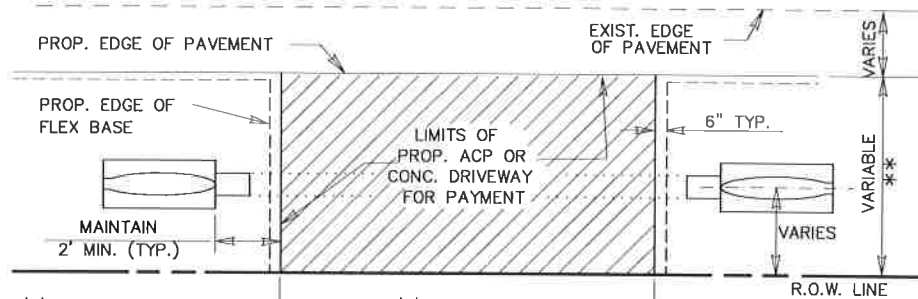 PROP. EDGE OF PAVEMENT
EXIST. EDGE
OF PAVEMENT
VARIES
PROP. EDGE OF
FLEX BASE
LIMITS OF
PROP. ACP OR
CONC. DRIVEWAY
FOR PAYMENT
6" TYP.
VARIABLE **
MAINTAIN
2' MIN. (TYP.)
VARIES
R.O.W. LINE